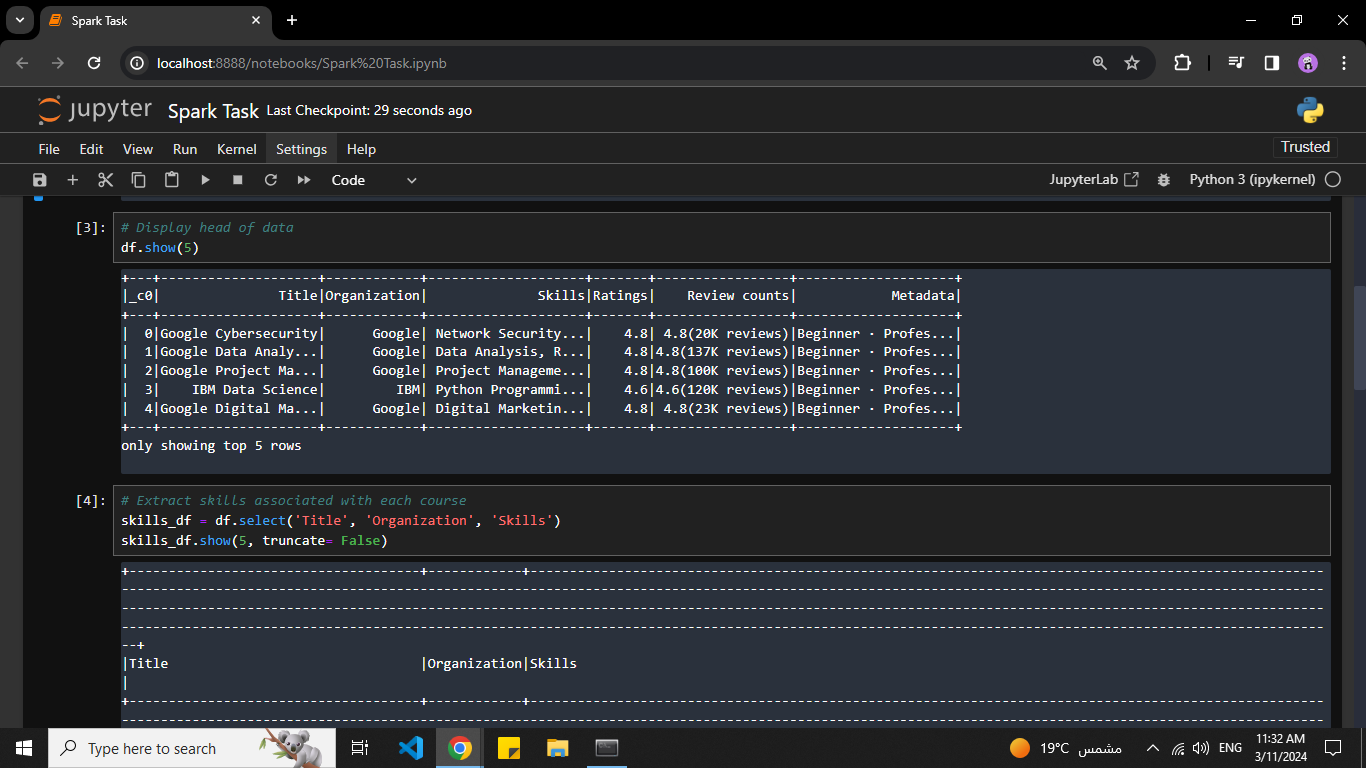 Spark Task
localhost:8888/notebooks/Spark%20Task.ipynb
jupyter Spark Task Last Checkpoint: 29 seconds ago
File Edit View Run Kernel Settings Help Trusted
Code JupyterLab Python 3 (ipykernel)
[3]: # Display head of data
df.show(5)
+---+--------------------+------------+--------------------+-------+-----------------+--------------------+
|_c0|               Title|Organization|              Skills|Ratings|    Review counts|            Metadata|
+---+--------------------+------------+--------------------+-------+-----------------+--------------------+
|  0|Google Cybersecurity|      Google| Network Security...|    4.8| 4.8(20K reviews)|Beginner · Profes...|
|  1|Google Data Analy...|      Google| Data Analysis, R...|    4.8|4.8(137K reviews)|Beginner · Profes...|
|  2|Google Project Ma...|      Google| Project Manageme...|    4.8|4.8(100K reviews)|Beginner · Profes...|
|  3|    IBM Data Science|         IBM| Python Programmi...|    4.6|4.6(120K reviews)|Beginner · Profes...|
|  4|Google Digital Ma...|      Google| Digital Marketin...|    4.8| 4.8(23K reviews)|Beginner · Profes...|
+---+--------------------+------------+--------------------+-------+-----------------+--------------------+
only showing top 5 rows
[4]: # Extract skills associated with each course
skills_df = df.select('Title', 'Organization', 'Skills')
skills_df.show(5, truncate= False)
|Title |Organization|Skills
|
Type here to search 19°C مشمس ENG 11:32 AM
3/11/2024